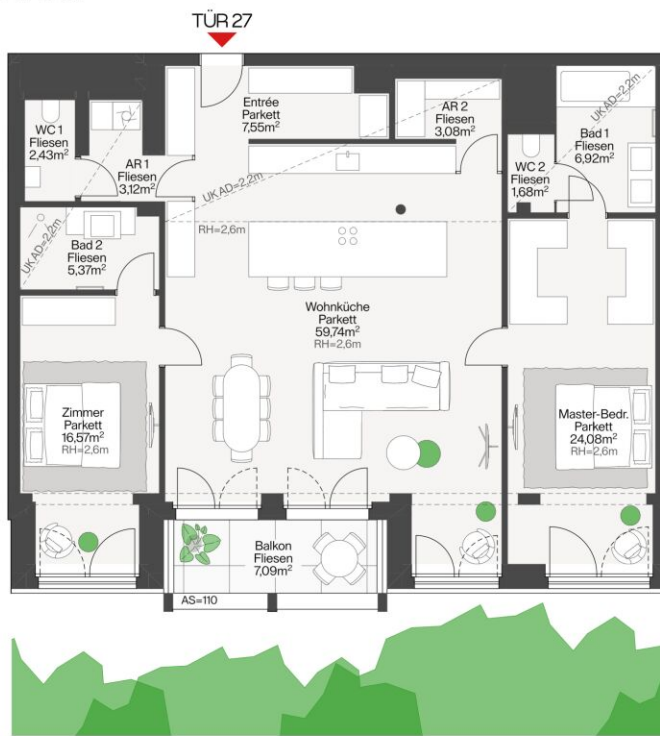 TÜR 27
WC 1
Fliesen
2,43m²
AR 1
Fliesen
3,12m²
Entrée
Parkett
7,55m²
AR 2
Fliesen
3,08m²
UK AD=2,2m
WC 2
Fliesen
1,68m²
Bad 1
Fliesen
6,92m²
UK AD=2,2m
UK AD=2,2m
Bad 2
Fliesen
5,37m²
UK AD=2,2m
RH=2,6m
Wohnküche
Parkett
59,74m²
RH=2,6m
Zimmer
Parkett
16,57m²
RH=2,6m
Master-Bedr.
Parkett
24,08m²
RH=2,6m
Balkon
Fliesen
7,09m²
AS=110